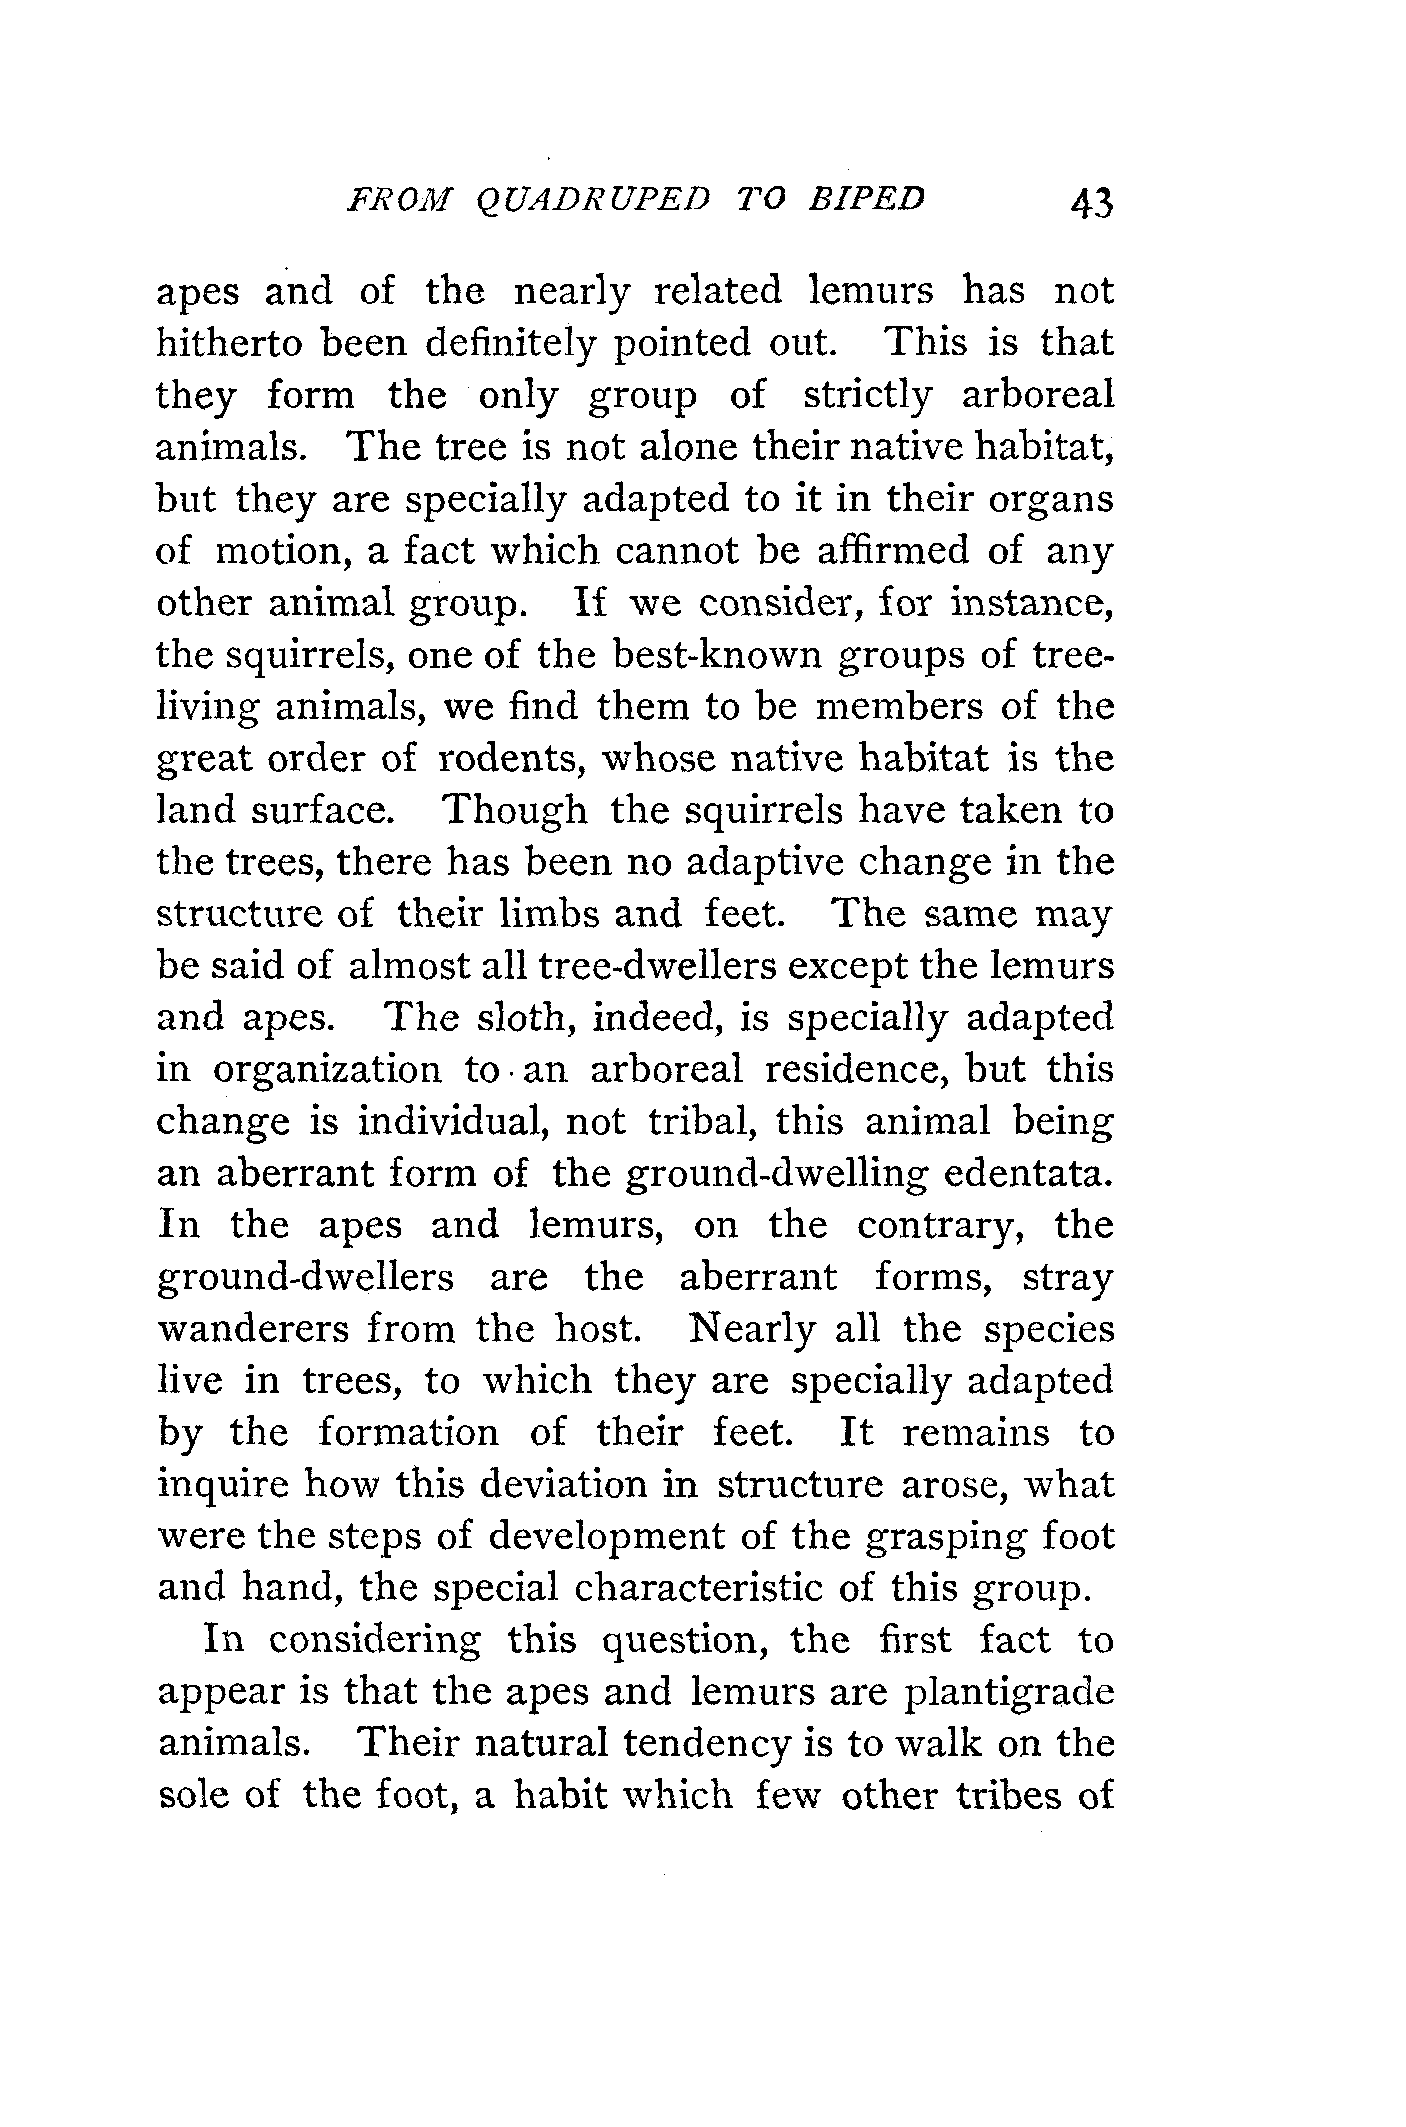 FROM QUADRUPED TO BIPED 43
apes and of the nearly related lemurs has not
hitherto been definitely pointed out. This is that
they form the only group of strictly arboreal
animals. The tree is not alone their native habitat,
but they are specially adapted to it in their organs
of motion, a fact which cannot be affirmed of any
other animal group. If we consider, for instance,
the squirrels, one of the best-known groups of tree-
living animals, we find them to be members of the
great order of rodents, whose native habitat is the
land surface. Though the squirrels have taken to
the trees, there has been no adaptive change in the
structure of their limbs and feet. The same may
be said of almost all tree-dwellers except the lemurs
and apes. The sloth, indeed, is specially adapted
in organization to an arboreal residence, but this
change is individual, not tribal, this animal being
an aberrant form of the ground-dwelling edentata.
In the apes and lemurs, on the contrary, the
ground-dwellers are the aberrant forms, stray
wanderers from the host. Nearly all the species
live in trees, to which they are specially adapted
by the formation of their feet. It remains to
inquire how this deviation in structure arose, what
were the steps of development of the grasping foot
and hand, the special characteristic of this group.
In considering this question, the first fact to
appear is that the apes and lemurs are plantigrade
animals. Their natural tendency is to walk on the
sole of the foot, a habit which few other tribes of